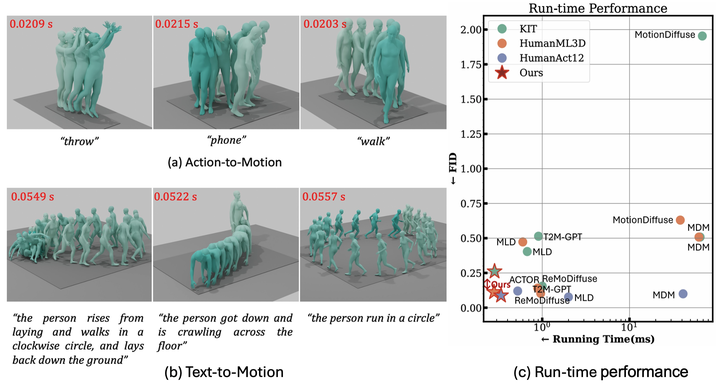 0.0209 s
0.0215 s
0.0203 s
"throw"
"phone"
"walk"
(a) Action-to-Motion
0.0549 s
0.0522 s
0.0557 s
"the person rises from
laying and walks in a
clockwise circle, and lays
back down the ground"
"the person got down and
is crawling across the
floor"
"the person run in a circle"
(b) Text-to-Motion
Run-time Performance
KIT
HumanML3D
HumanAct12
Ours
← FID
2.00
1.75
1.50
1.25
1.00
0.75
0.50
0.25
0.00
MotionDiffuse
MotionDiffuse
MDM
MDM
MLD
T2M-GPT
MLD
Ours
ACTOR
ReMoDiffuse
T2M-GPT
ReMoDiffuse
MLD
MDM
10⁰
10¹
← Running Time(ms)
(c) Run-time performance